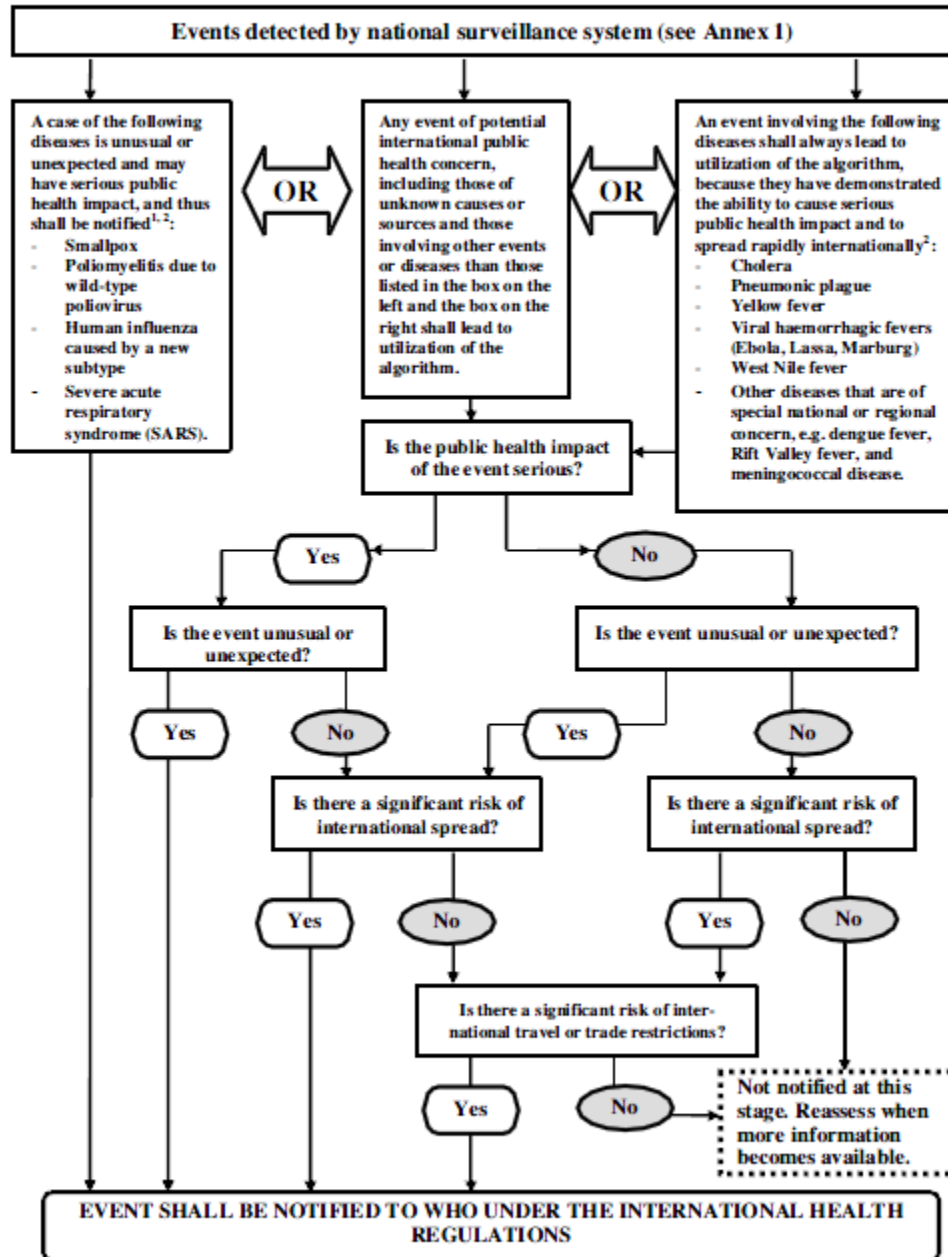 Events detected by national surveillance system (see Annex 1)
A case of the following
diseases is unusual or
unexpected and may
have serious public
health impact, and thus
shall be notified1, 2:
- Smallpox
- Poliomyelitis due to
wild-type
poliovirus
- Human influenza
caused by a new
subtype
- Severe acute
respiratory
syndrome (SARS).
OR
Any event of potential
international public
health concern,
including those of
unknown causes or
sources and those
involving other events
or diseases than those
listed in the box on the
left and the box on the
right shall lead to
utilization of the
algorithm.
OR
An event involving the following
diseases shall always lead to
utilization of the algorithm,
because they have demonstrated
the ability to cause serious
public health impact and to
spread rapidly internationally2:
- Cholera
- Pneumonic plague
- Yellow fever
- Viral haemorrhagic fevers
(Ebola, Lassa, Marburg)
- West Nile fever
- Other diseases that are of
special national or regional
concern, e.g. dengue fever,
Rift Valley fever, and
meningococcal disease.
Is the public health impact
of the event serious?
Yes
No
Is the event unusual or
unexpected?
Is the event unusual or unexpected?
Yes
No
Yes
No
Is there a significant risk of
international spread?
Is there a significant risk of
international spread?
Yes
No
Yes
No
Is there a significant risk of inter-
national travel or trade restrictions?
Yes
No
Not notified at this
stage. Reassess when
more information
becomes available.
EVENT SHALL BE NOTIFIED TO WHO UNDER THE INTERNATIONAL HEALTH
REGULATIONS